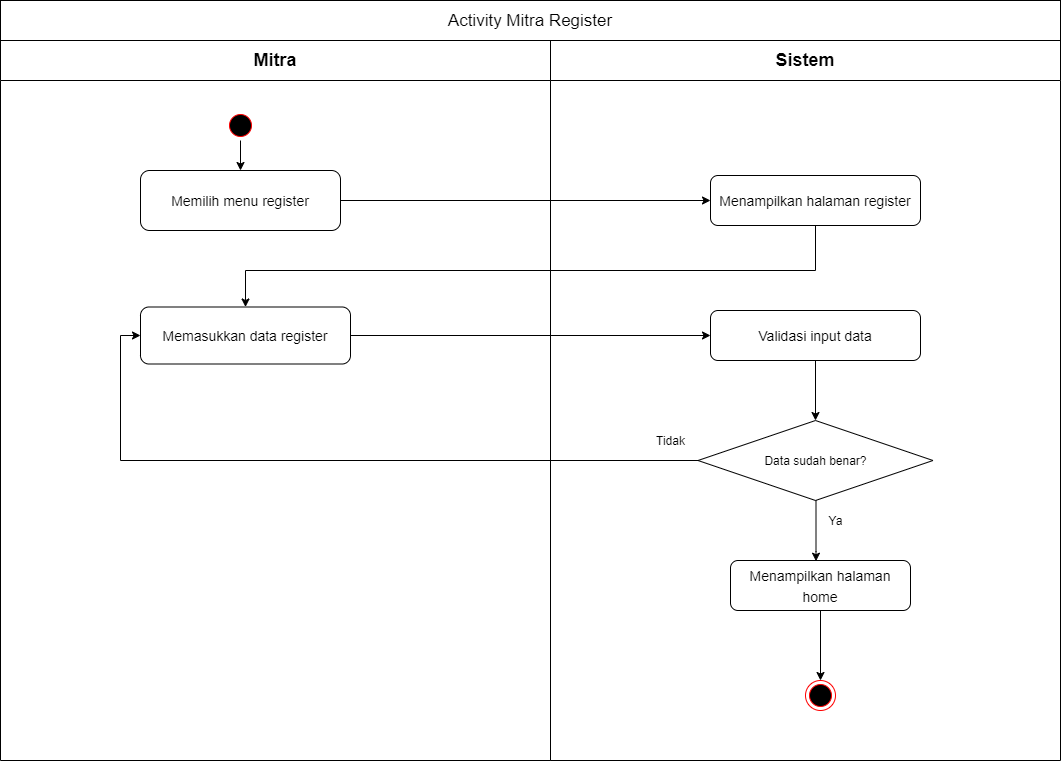 Activity Mitra Register
Mitra
Sistem
Memilih menu register
Menampilkan halaman register
Memasukkan data register
Validasi input data
Tidak
Data sudah benar?
Ya
Menampilkan halaman
home